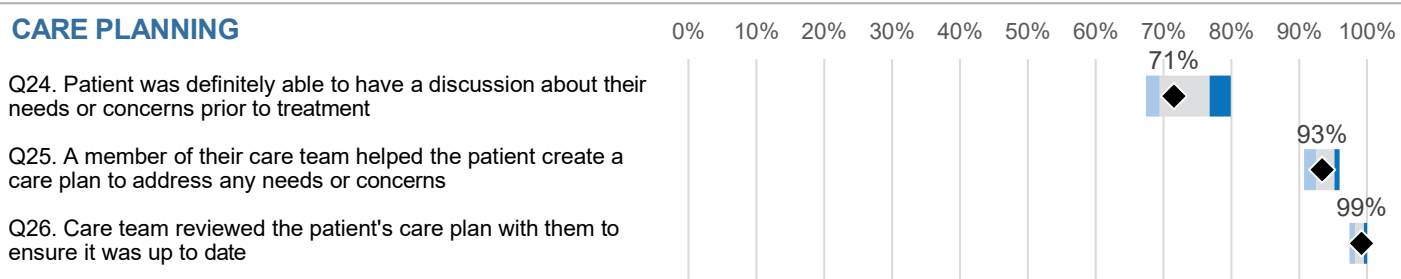 CARE PLANNING
0% 10% 20% 30% 40% 50% 60% 70% 80% 90% 100%
71%
Q24. Patient was definitely able to have a discussion about their
needs or concerns prior to treatment
93%
Q25. A member of their care team helped the patient create a
care plan to address any needs or concerns
99%
Q26. Care team reviewed the patient's care plan with them to
ensure it was up to date